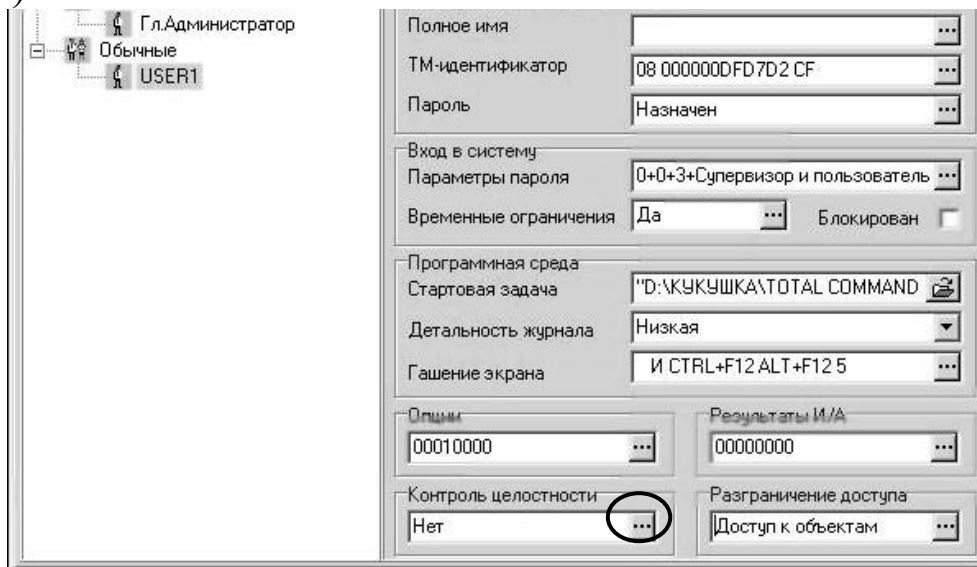 Гл.Администратор
Обычные
USER1
Полное имя
ТМ-идентификатор 08 000000DFD7D2 CF
Пароль Назначен
Вход в систему
Параметры пароля 0+0+3+Супервизор и пользователь
Временные ограничения Да Блокирован
Программная среда
Стартовая задача "D:\КУКУШКА\TOTAL COMMAND
Детальность журнала Низкая
Гашение экрана И CTRL+F12 ALT+F12 5
Опции Результаты И/А
00010000 00000000
Контроль целостности Разграничение доступа
Нет Доступ к объектам